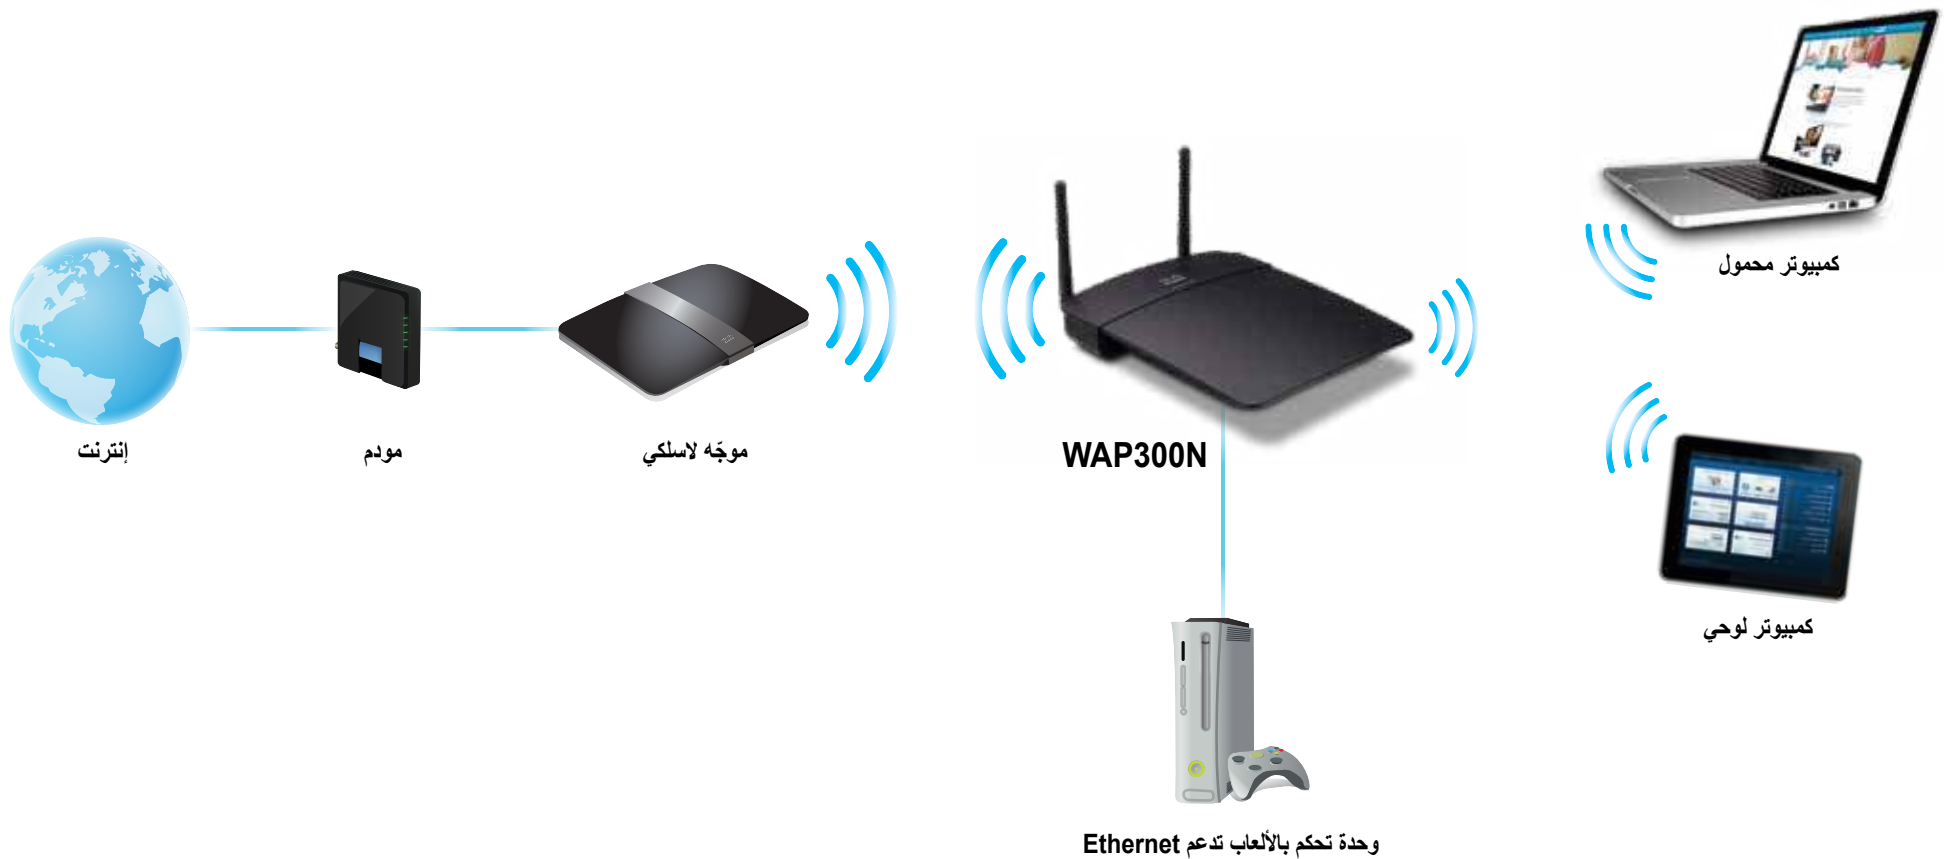 كمبيوتر محمول
إنترنت
مودم
موجّه لاسلكي
WAP300N
كمبيوتر لوحي
وحدة تحكم بالألعاب تدعم Ethernet